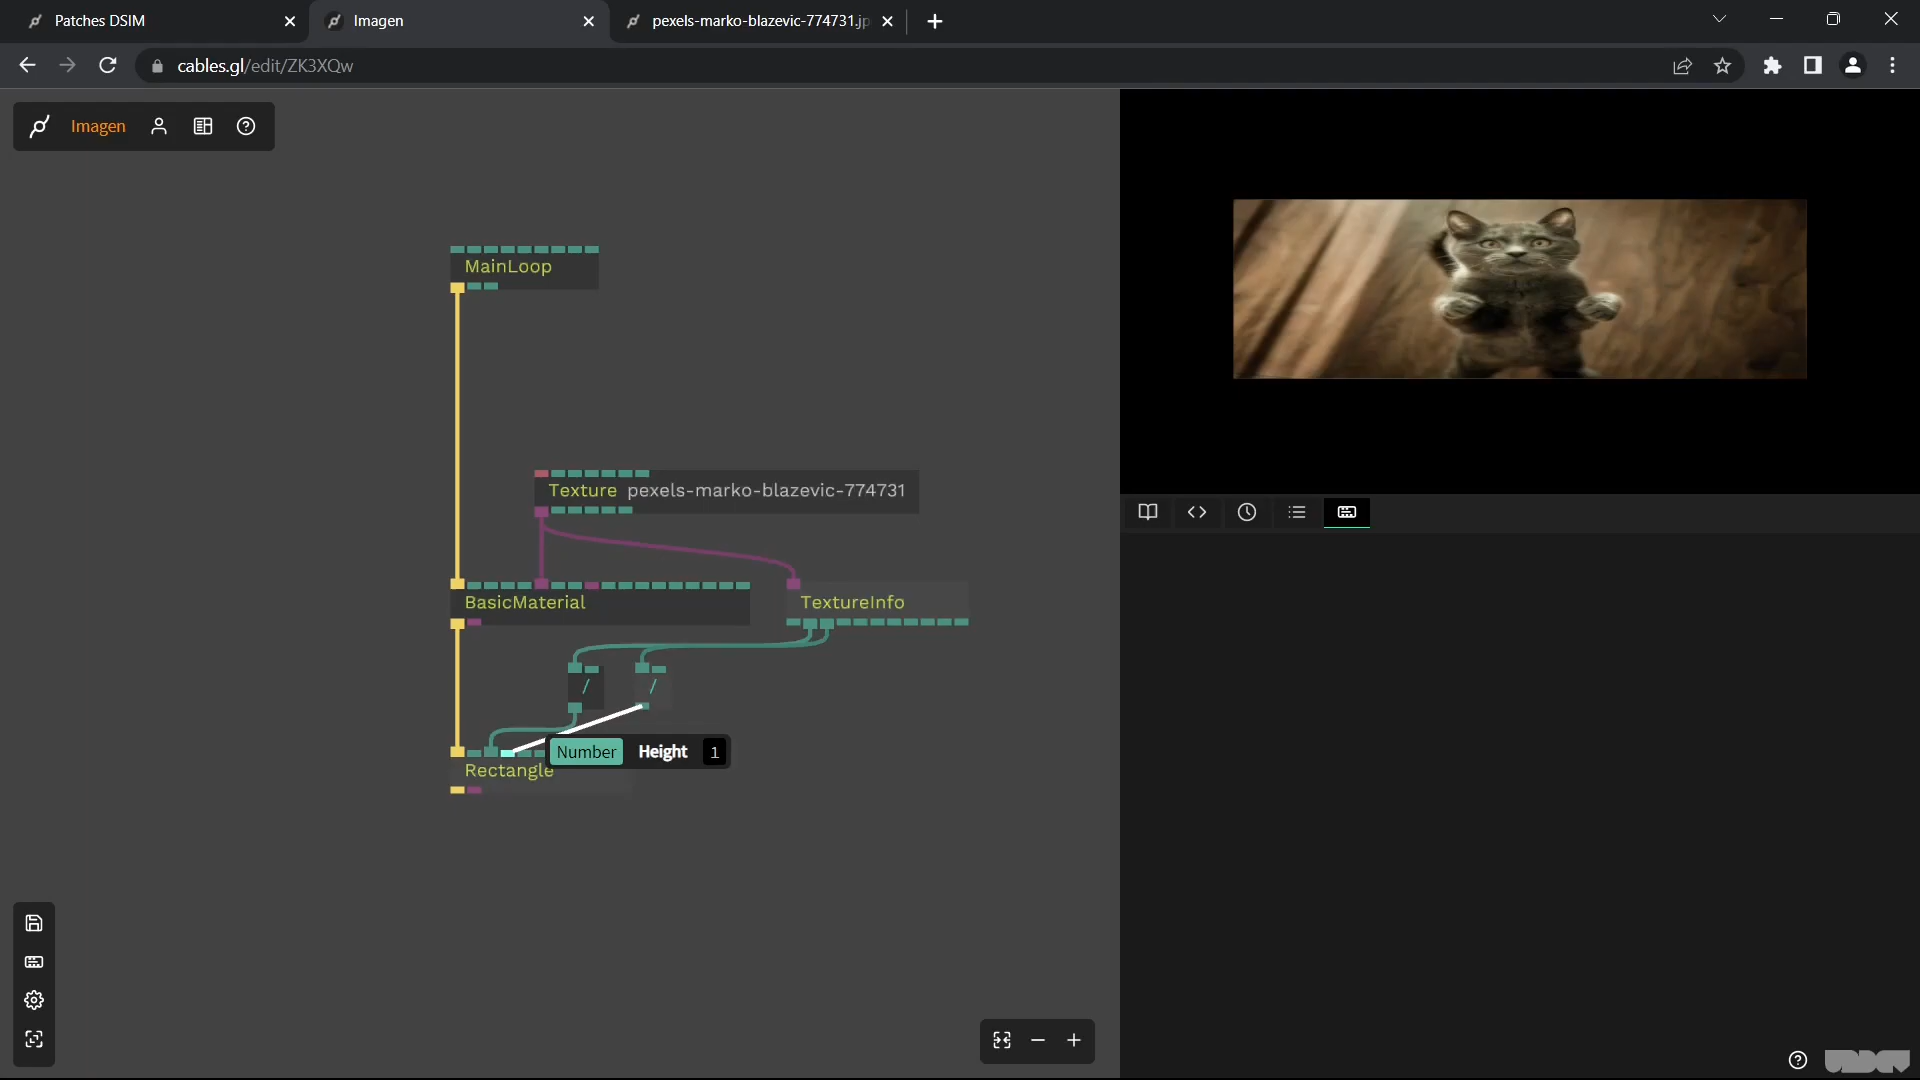 Patches DSIM
Imagen
pexels-marko-blazevic-774731.jp
cables.gl/edit/ZK3XQw
Imagen
MainLoop
Texture pexels-marko-blazevic-774731
BasicMaterial
TextureInfo
/
/
Number Height 1
Rectangle